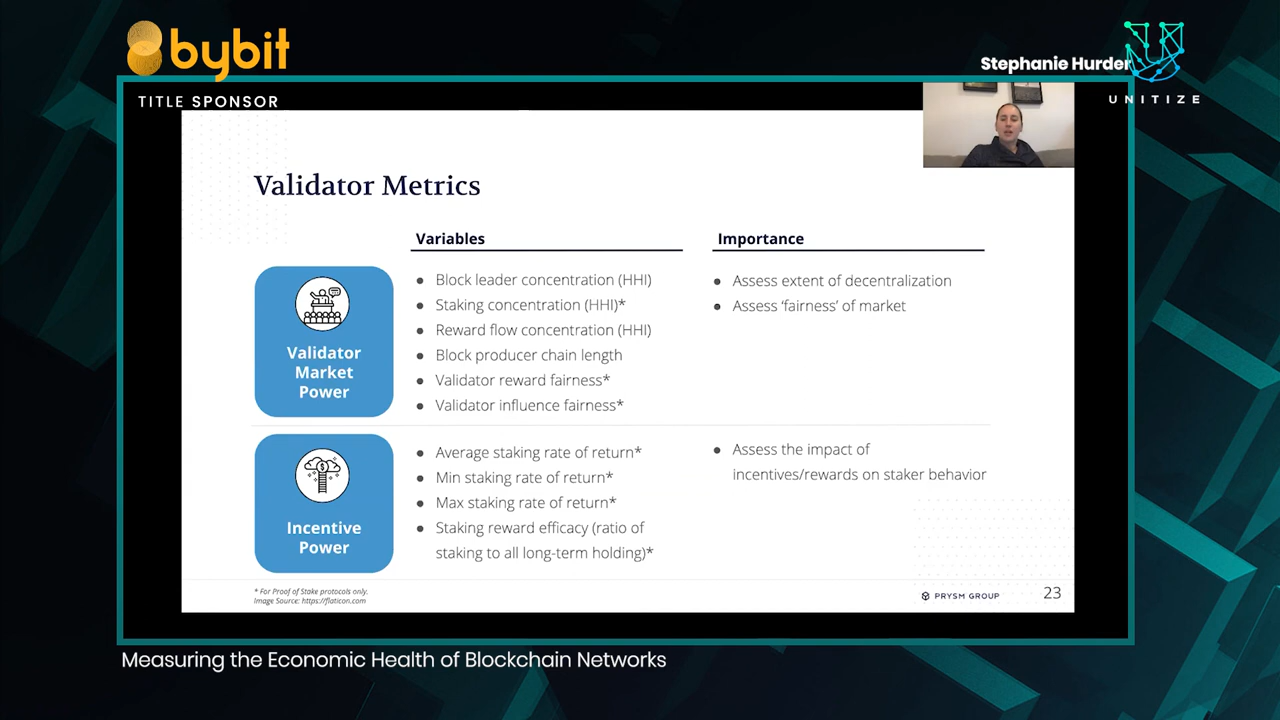 bybit
Stephanie Hurder
TITLE SPONSOR
UNITIZE
Validator Metrics
Variables
Importance
Validator
Market
Power
● Block leader concentration (HHI)
● Staking concentration (HHI)*
● Reward flow concentration (HHI)
● Block producer chain length
● Validator reward fairness*
● Validator influence fairness*
● Assess extent of decentralization
● Assess ‘fairness’ of market
Incentive
Power
● Average staking rate of return*
● Min staking rate of return*
● Max staking rate of return*
● Staking reward efficacy (ratio of
staking to all long-term holding)*
● Assess the impact of
incentives/rewards on staker behavior
* For Proof of Stake protocols only.
Image Source: https://flaticon.com
PRYSM GROUP
23
Measuring the Economic Health of Blockchain Networks